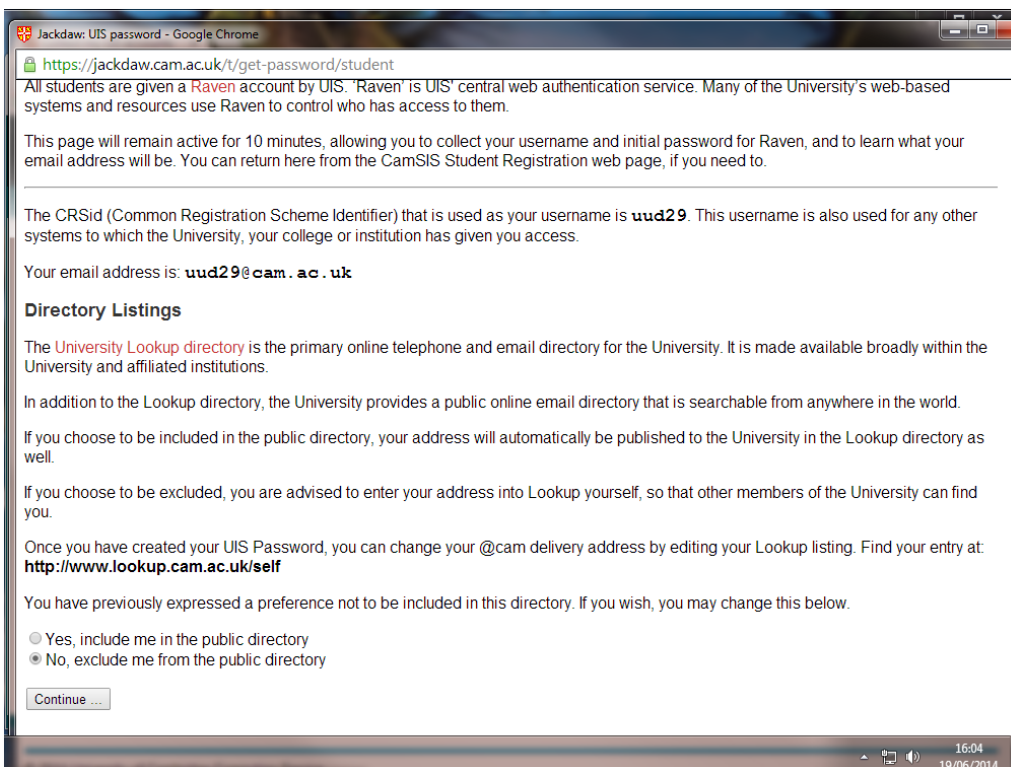 Jackdaw: UIS password - Google Chrome
https://jackdaw.cam.ac.uk/t/get-password/student
All students are given a Raven account by UIS. ‘Raven’ is UIS' central web authentication service. Many of the University’s web-based
systems and resources use Raven to control who has access to them.
This page will remain active for 10 minutes, allowing you to collect your username and initial password for Raven, and to learn what your
email address will be. You can return here from the CamSIS Student Registration web page, if you need to.
The CRSid (Common Registration Scheme Identifier) that is used as your username is uud29. This username is also used for any other
systems to which the University, your college or institution has given you access.
Your email address is: uud29@cam.ac.uk
Directory Listings
The University Lookup directory is the primary online telephone and email directory for the University. It is made available broadly within the
University and affiliated institutions.
In addition to the Lookup directory, the University provides a public online email directory that is searchable from anywhere in the world.
If you choose to be included in the public directory, your address will automatically be published to the University in the Lookup directory as
well.
If you choose to be excluded, you are advised to enter your address into Lookup yourself, so that other members of the University can find
you.
Once you have created your UIS Password, you can change your @cam delivery address by editing your Lookup listing. Find your entry at:
http://www.lookup.cam.ac.uk/self
You have previously expressed a preference not to be included in this directory. If you wish, you may change this below.
Yes, include me in the public directory
No, exclude me from the public directory
Continue ...
16:04
19/06/2014